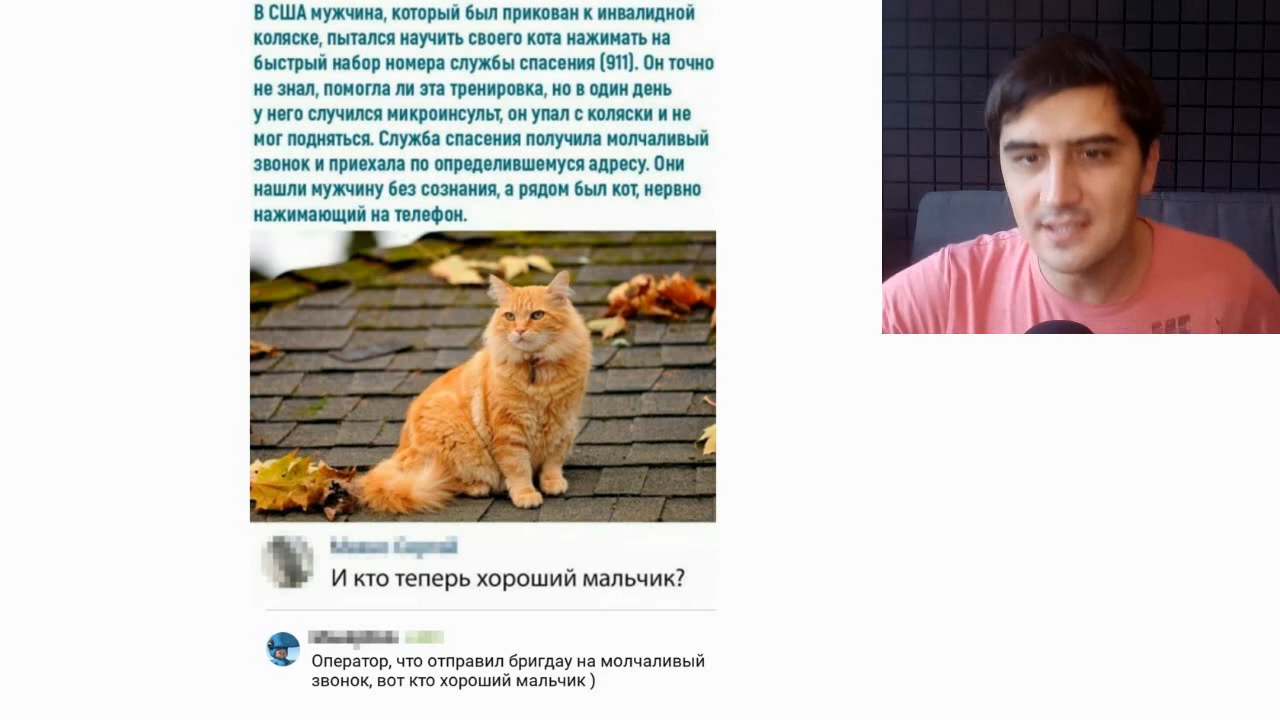 В США мужчина, который был прикован к инвалидной
коляске, пытался научить своего кота нажимать на
быстрый набор номера службы спасения (911). Он точно
не знал, помогла ли эта тренировка, но в один день
у него случился микроинсульт, он упал с коляски и не
мог подняться. Служба спасения получила молчаливый
звонок и приехала по определившемуся адресу. Они
нашли мужчину без сознания, а рядом был кот, нервно
нажимающий на телефон.
И кто теперь хороший мальчик?
Оператор, что отправил бригдау на молчаливый
звонок, вот кто хороший мальчик )